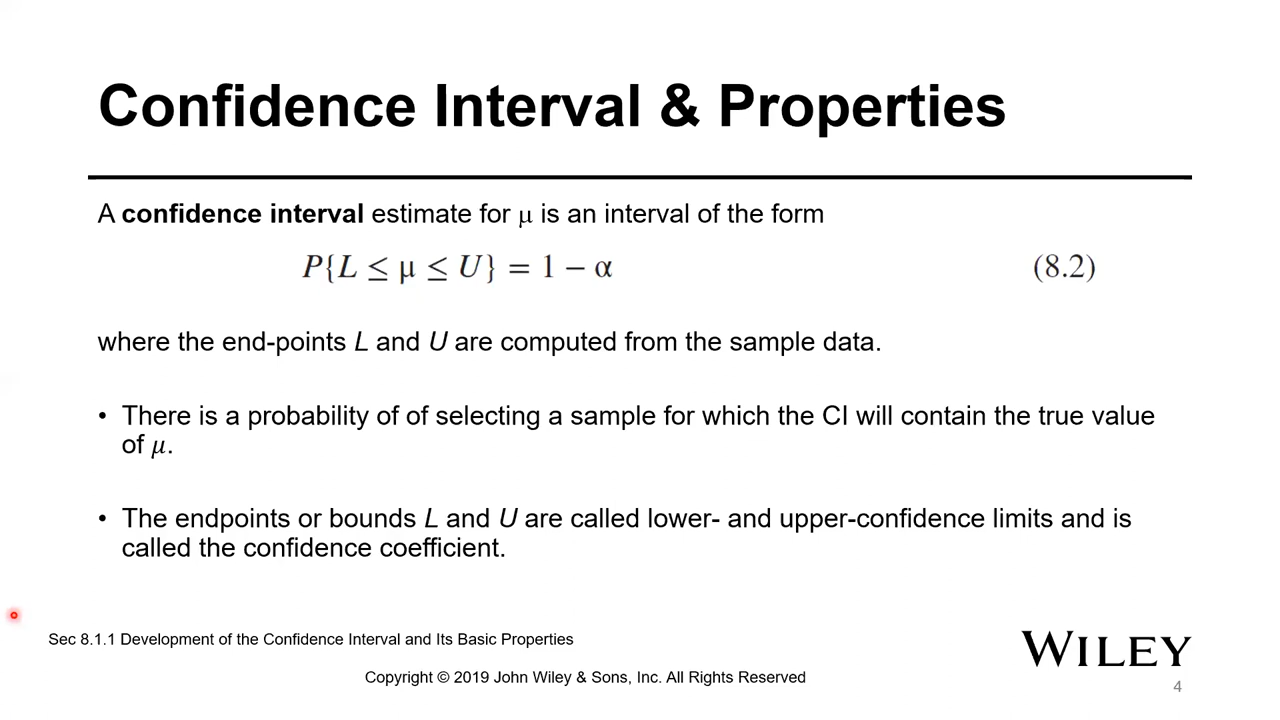 Confidence Interval & Properties
A confidence interval estimate for μ is an interval of the form
P{L ≤ μ ≤ U} = 1 − α (8.2)
where the end-points L and U are computed from the sample data.
• There is a probability of of selecting a sample for which the CI will contain the true value
of μ.
• The endpoints or bounds L and U are called lower- and upper-confidence limits and is
called the confidence coefficient.
Sec 8.1.1 Development of the Confidence Interval and Its Basic Properties
WILEY
Copyright © 2019 John Wiley & Sons, Inc. All Rights Reserved
4